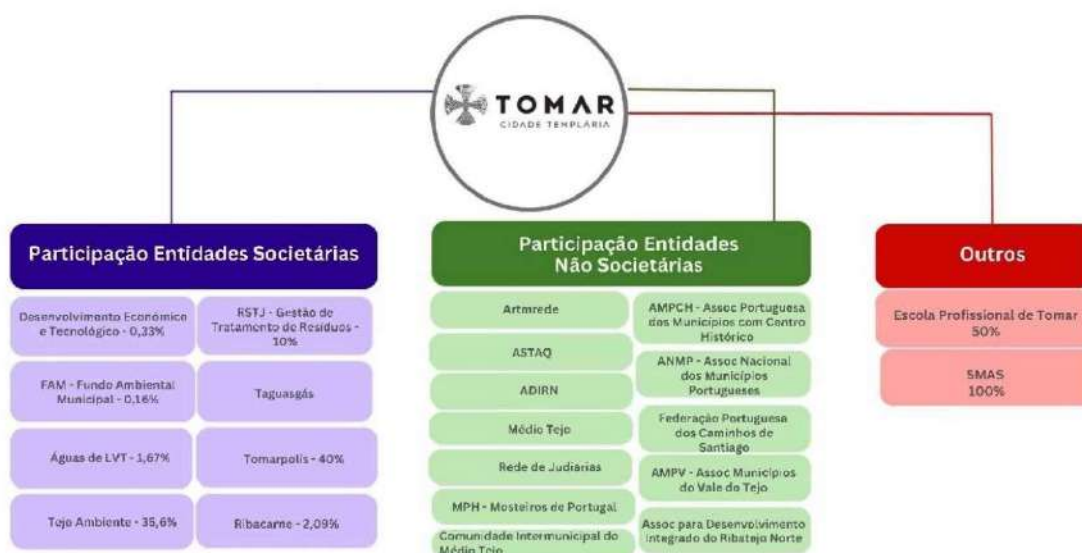 TOMAR
CIDADE TEMPLÁRIA
Participação Entidades Societárias
Desenvolvimento Económico
e Tecnológico - 0,33%
FAM - Fundo Ambiental
Municipal - 0,16%
Águas de LVT - 1,67%
Tejo Ambiente - 35,6%
RSTJ - Gestão de
Tratamento de Resíduos -
10%
Taguasgás
Tomarpolis - 40%
Ribacarne - 2,09%
Participação Entidades
Não Societárias
Artmrede
ASTAQ
ADIRN
Médio Tejo
Rede de Judiarias
MPH - Mosteiros de Portugal
Comunidade Intermunicipal do
Médio Tejo
AMPCH - Assoc Portuguesa
dos Municípios com Centro
Histórico
ANMP - Assoc Nacional
dos Municípios
Portugueses
Federação Portuguesa
dos Caminhos de
Santiago
AMPV - Assoc Municípios
do Vale do Tejo
Assoc para Desenvolvimento
Integrado do Ribatejo Norte
Outros
Escola Profissional de Tomar
50%
SMAS
100%